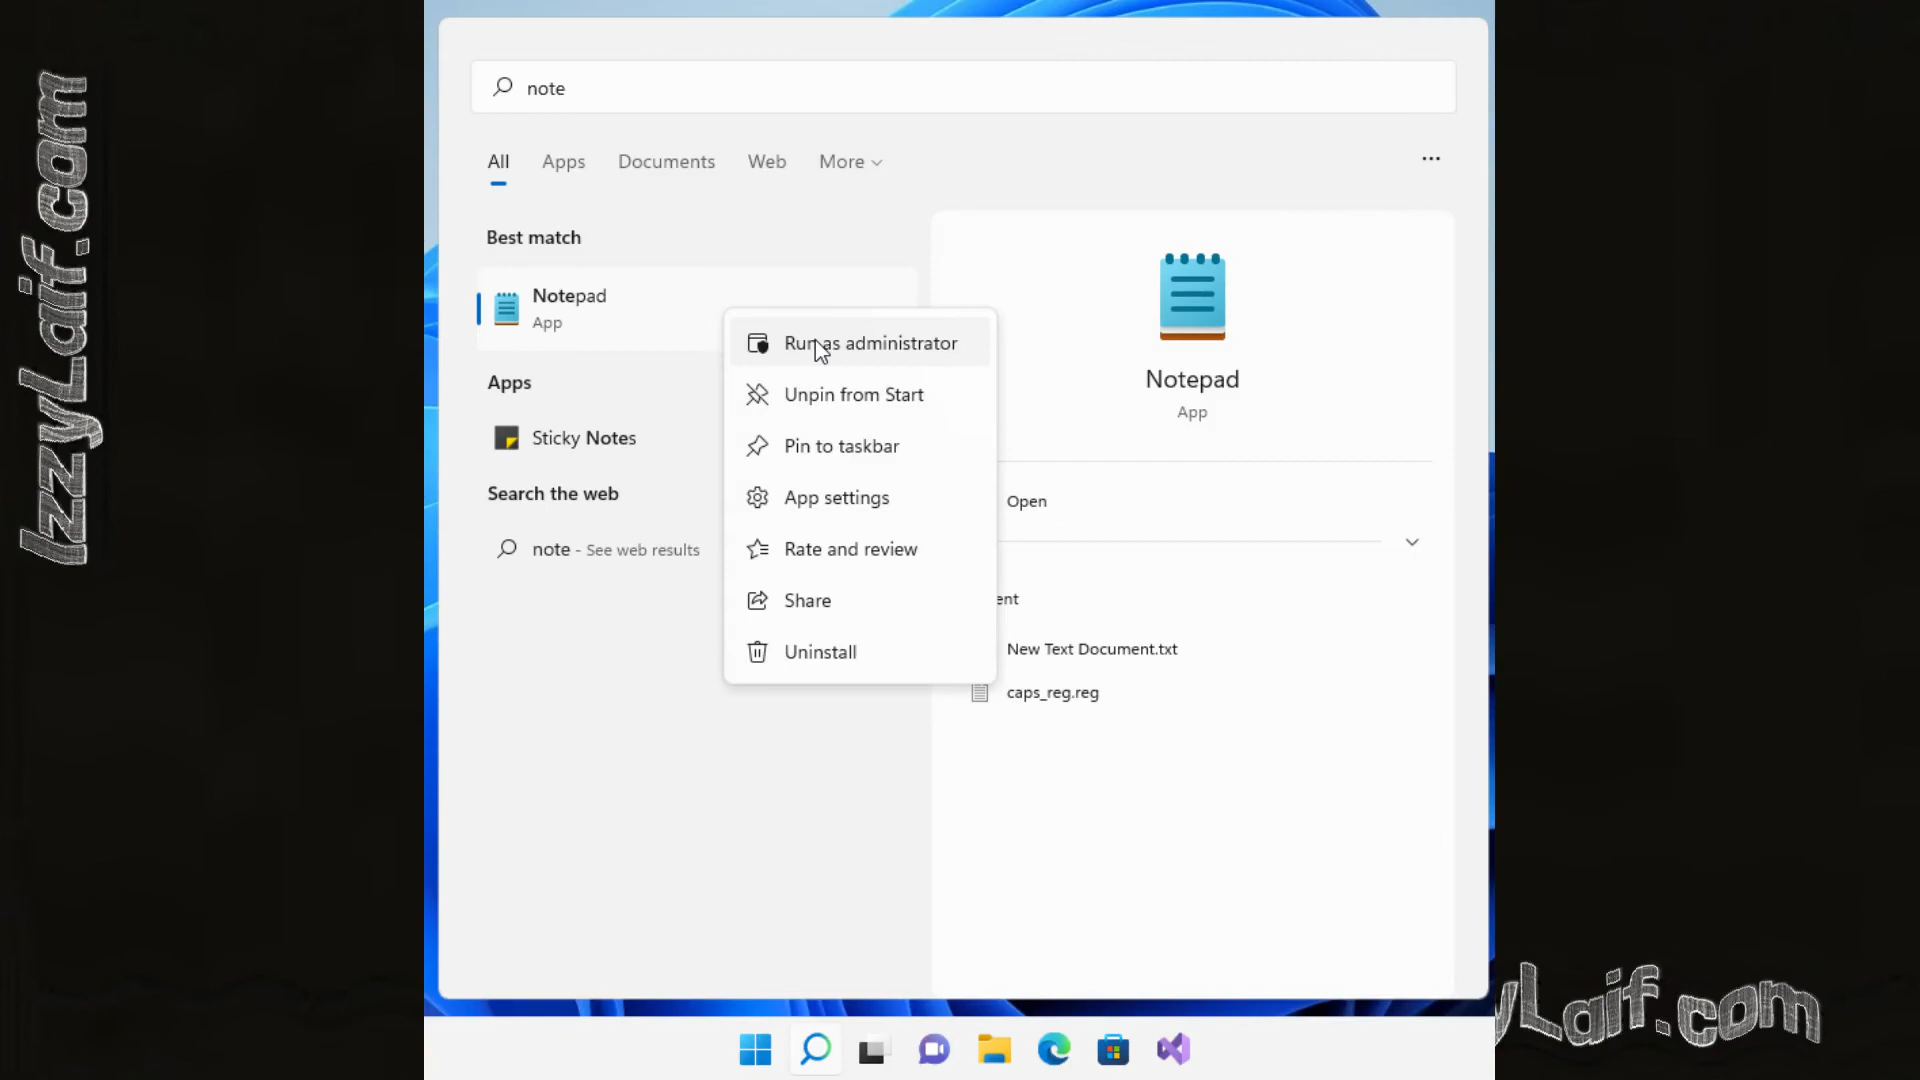 IzzyLaif.com
note
All
Apps
Documents
Web
More
Best match
Notepad
App
Run as administrator
Unpin from Start
Pin to taskbar
App settings
Rate and review
Share
Uninstall
Apps
Sticky Notes
Search the web
note - See web results
Notepad
App
Open
ent
New Text Document.txt
caps_reg.reg
yLaif.com